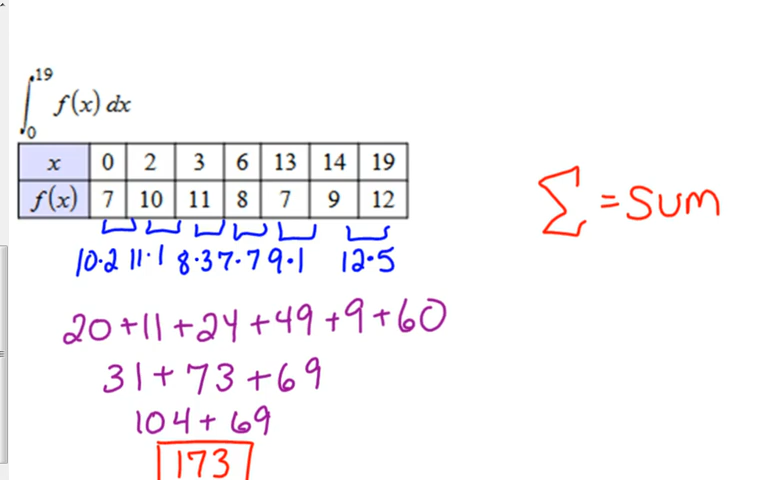 ∫₀¹⁹ f(x) dx
x 0 2 3 6 13 14 19
f(x) 7 10 11 8 7 9 12
10·2 11·1 8·3 7·7 9·1 12·5
20+11+24+49+9+60
31+73+69
104+69
173
Σ = SUM